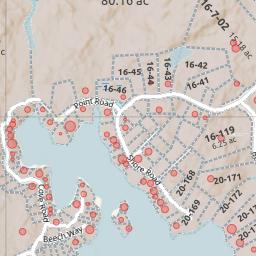 80.16 ac
16-7-02
15.18 ac
16-45
16-44
16-43
16-42
16-41
16-46
Point Road
16-119
6.25 ac
Shore Road
20-168
20-169
20-171
20-172
Cole Road
Beech Way